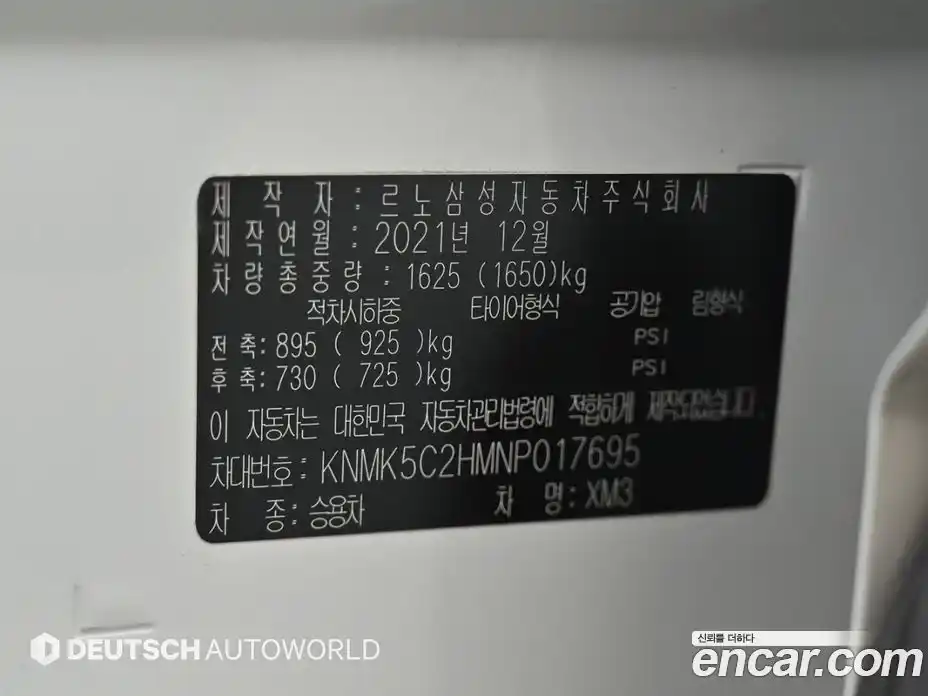 제 작 자 : 르노삼성자동차주식회사
제작연월 : 2021년 12월
차량총중량 : 1625 (1650)kg
적차시하중 타이어형식 공기압 림형식
전 축: 895 ( 925 )kg PSI
후 축: 730 ( 725 )kg PSI
이 자동차는 대한민국 자동차관리법령에 적합하게 제작되었습니다.
차대번호: KNMK5C2HMNP017695
차 종: 승용차 차 명: XM3
DEUTSCH AUTOWORLD
신뢰를 더하다
encar.com